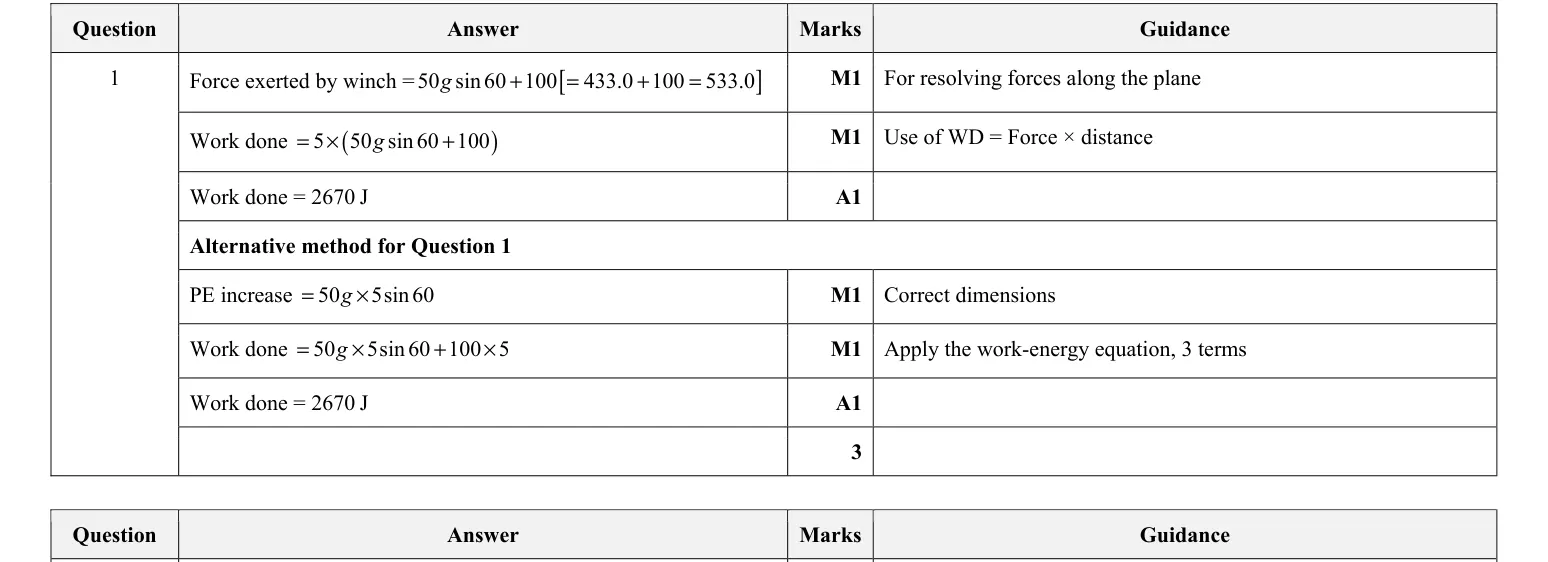 Question Answer Marks Guidance
1 Force exerted by winch = 50g sin 60 + 100[= 433.0 + 100 = 533.0] M1 For resolving forces along the plane
Work done = 5×(50g sin 60 + 100) M1 Use of WD = Force × distance
Work done = 2670 J A1
Alternative method for Question 1
PE increase = 50g × 5sin 60 M1 Correct dimensions
Work done = 50g × 5sin 60 + 100 × 5 M1 Apply the work-energy equation, 3 terms
Work done = 2670 J A1
3
Question Answer Marks Guidance